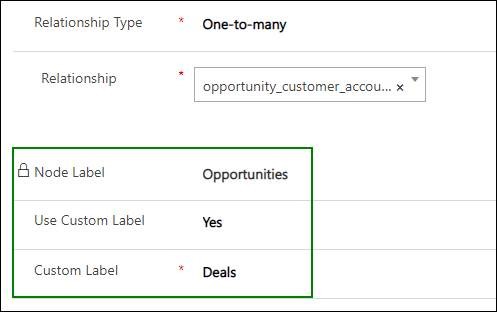 Relationship Type * One-to-many
Relationship * opportunity_customer_accou... ×
Node Label Opportunities
Use Custom Label Yes
Custom Label * Deals